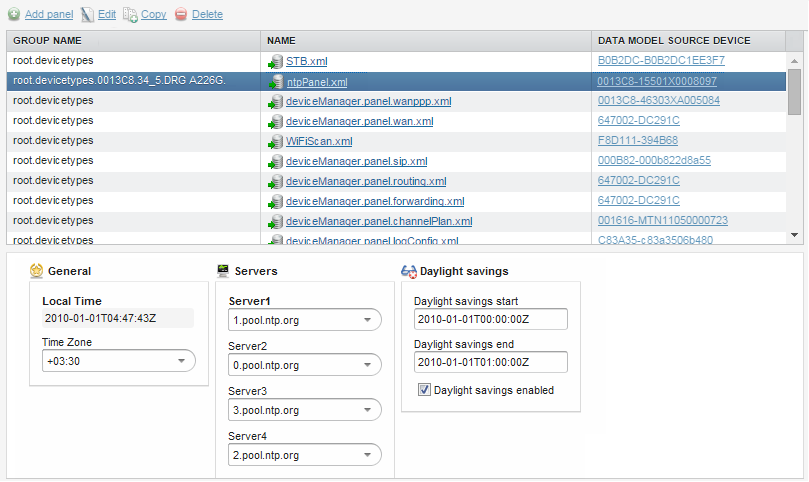 Add panel Edit Copy Delete
GROUP NAME NAME DATA MODEL SOURCE DEVICE
root.devicetypes STB.xml B0B2DC-B0B2DC1EE3F7
root.devicetypes.0013C8.34_5.DRG A226G. ntpPanel.xml 0013C8-15501X0008097
root.devicetypes deviceManager.panel.wanppp.xml 0013C8-46303XA005084
root.devicetypes deviceManager.panel.wan.xml 647002-DC291C
root.devicetypes WiFiScan.xml F8D111-394B68
root.devicetypes deviceManager.panel.sip.xml 000B82-000b822d8a55
root.devicetypes deviceManager.panel.routing.xml 647002-DC291C
root.devicetypes deviceManager.panel.forwarding.xml 647002-DC291C
root.devicetypes deviceManager.panel.channelPlan.xml 001616-MTN11050000723
root.devicetypes deviceManager.panel.logConfig.xml C83A35-c83a3506b480
General
Local Time
2010-01-01T04:47:43Z
Time Zone
+03:30
Servers
Server1
1.pool.ntp.org
Server2
0.pool.ntp.org
Server3
3.pool.ntp.org
Server4
2.pool.ntp.org
Daylight savings
Daylight savings start
2010-01-01T00:00:00Z
Daylight savings end
2010-01-01T01:00:00Z
Daylight savings enabled